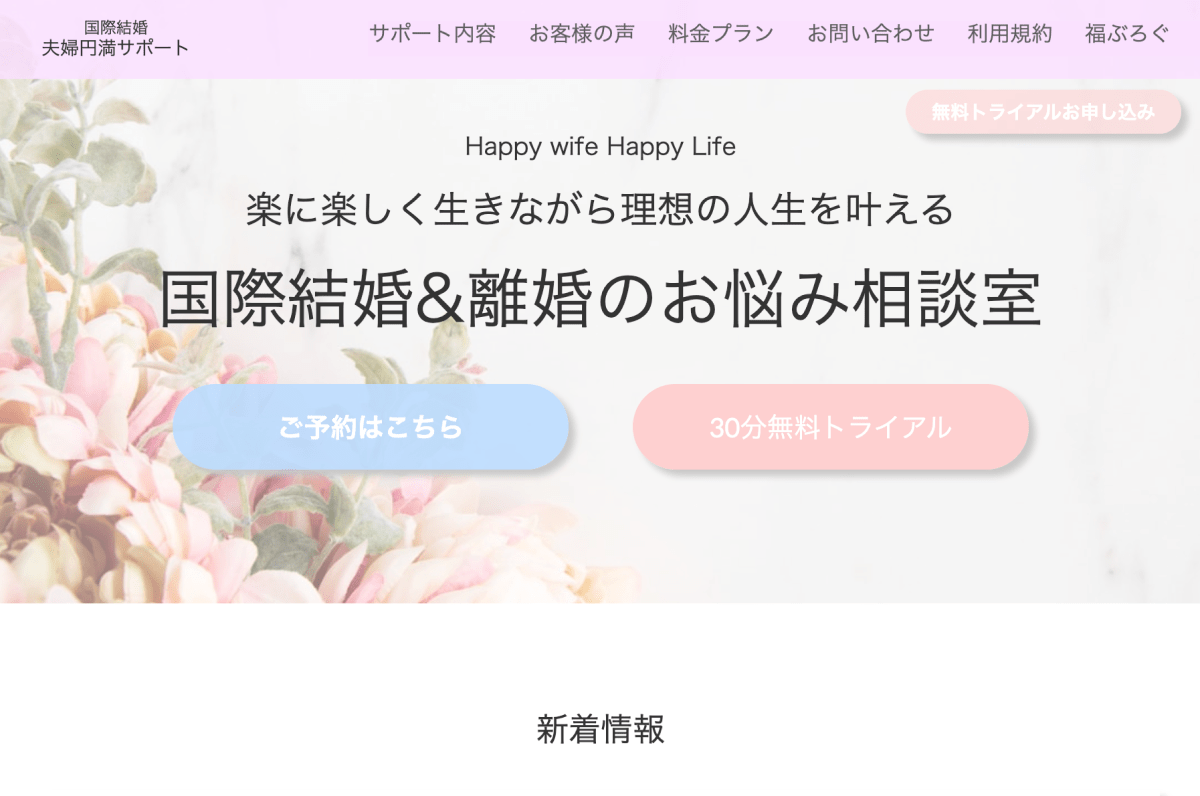 国際結婚
夫婦円満サポート
サポート内容 お客様の声 料金プラン お問い合わせ 利用規約 福ぶろぐ
無料トライアルお申し込み
Happy wife Happy Life
楽に楽しく生きながら理想の人生を叶える
国際結婚&離婚のお悩み相談室
ご予約はこちら
30分無料トライアル
新着情報